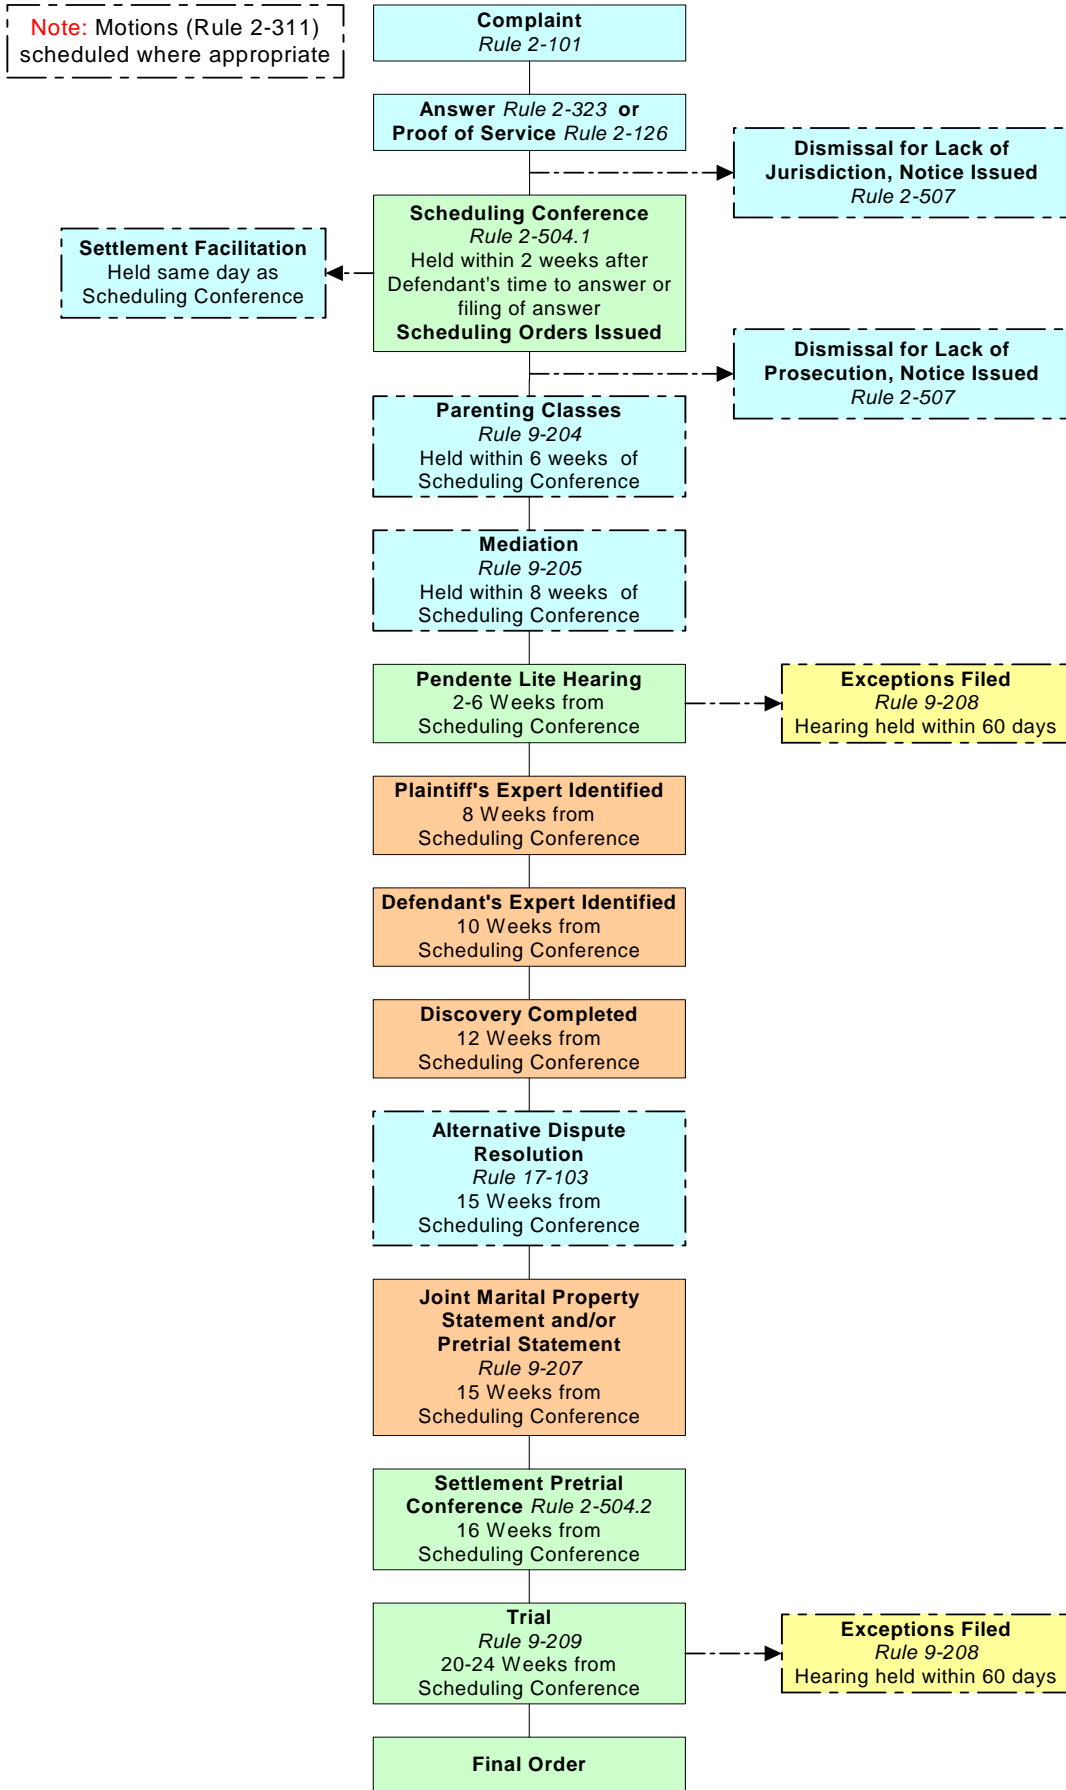 Note: Motions (Rule 2-311)
scheduled where appropriate
Complaint
Rule 2-101
Answer Rule 2-323 or
Proof of Service Rule 2-126
Dismissal for Lack of
Jurisdiction, Notice Issued
Rule 2-507
Scheduling Conference
Rule 2-504.1
Held within 2 weeks after
Defendant's time to answer or
filing of answer
Scheduling Orders Issued
Settlement Facilitation
Held same day as
Scheduling Conference
Dismissal for Lack of
Prosecution, Notice Issued
Rule 2-507
Parenting Classes
Rule 9-204
Held within 6 weeks of
Scheduling Conference
Mediation
Rule 9-205
Held within 8 weeks of
Scheduling Conference
Pendente Lite Hearing
2-6 Weeks from
Scheduling Conference
Exceptions Filed
Rule 9-208
Hearing held within 60 days
Plaintiff's Expert Identified
8 Weeks from
Scheduling Conference
Defendant's Expert Identified
10 Weeks from
Scheduling Conference
Discovery Completed
12 Weeks from
Scheduling Conference
Alternative Dispute
Resolution
Rule 17-103
15 Weeks from
Scheduling Conference
Joint Marital Property
Statement and/or
Pretrial Statement
Rule 9-207
15 Weeks from
Scheduling Conference
Settlement Pretrial
Conference Rule 2-504.2
16 Weeks from
Scheduling Conference
Trial
Rule 9-209
20-24 Weeks from
Scheduling Conference
Exceptions Filed
Rule 9-208
Hearing held within 60 days
Final Order